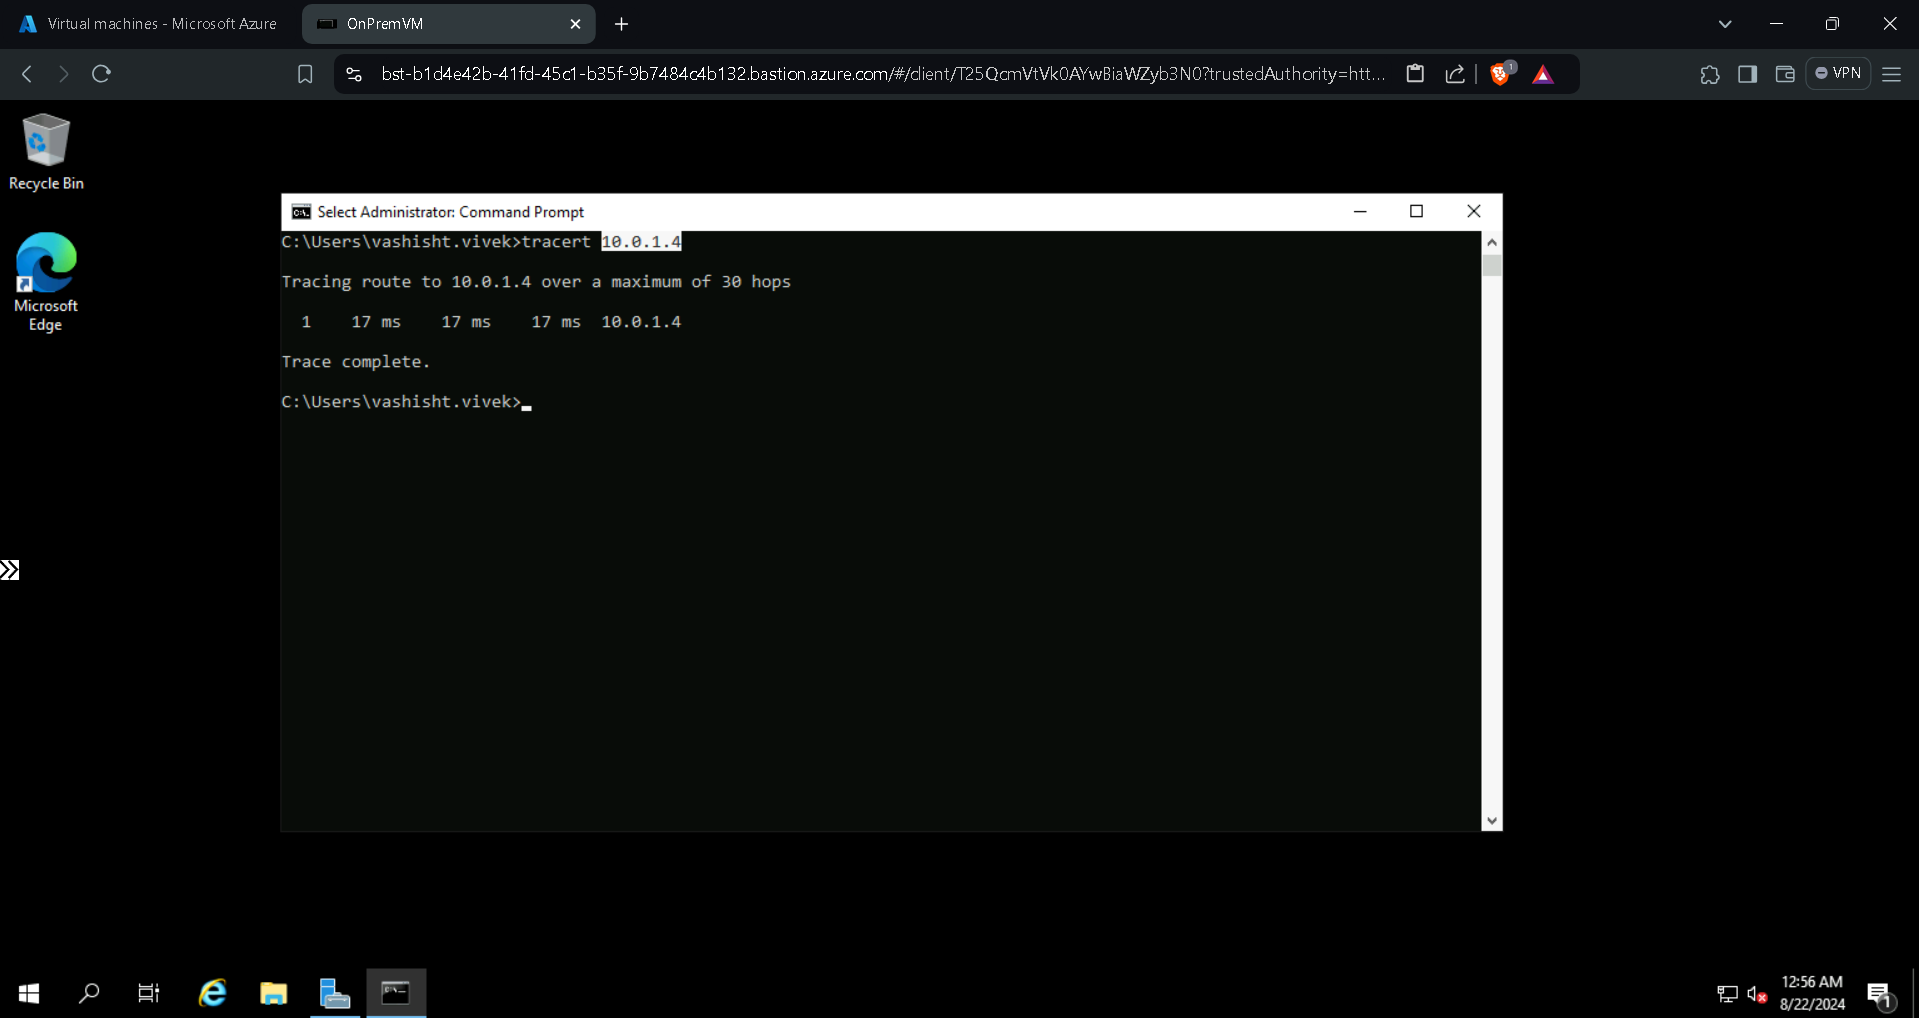 Virtual machines - Microsoft Azure
OnPremVM
bst-b1d4e42b-41fd-45c1-b35f-9b7484c4b132.bastion.azure.com/#/client/T25QcmVtVk0AYwBiaWZyb3N0?trustedAuthority=htt...
1
VPN
Recycle Bin
Microsoft
Edge
Select Administrator: Command Prompt
C:\Users\vashisht.vivek>tracert 10.0.1.4
Tracing route to 10.0.1.4 over a maximum of 30 hops
1 17 ms 17 ms 17 ms 10.0.1.4
Trace complete.
C:\Users\vashisht.vivek>
12:56 AM
8/22/2024
1